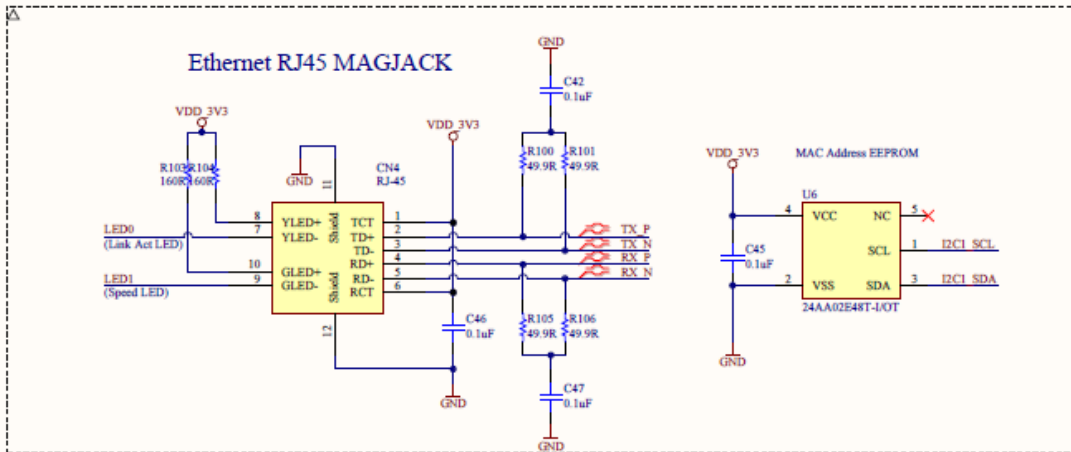 Ethernet RJ45 MAGJACK
GND
C42
0.1uF
VDD_3V3
R103
R104
160R
160R
GND
11
CN4
RJ-45
VDD_3V3
R100
49.9R
R101
49.9R
LED0
(Link Act LED)
LED1
(Speed LED)
8
7
10
9
YLED+
YLED-
GLED+
GLED-
Shield
Shield
TCT
TD+
TD-
RD+
RD-
RCT
1
2
3
4
5
6
12
TX_P
TX_N
RX_P
RX_N
C46
0.1uF
GND
R105
49.9R
R106
49.9R
C47
0.1uF
GND
MAC Address EEPROM
VDD_3V3
U6
4
VCC
NC
5
C45
0.1uF
SCL
1
I2C1_SCL
2
VSS
SDA
3
I2C1_SDA
24AA02E48T-I/OT
GND